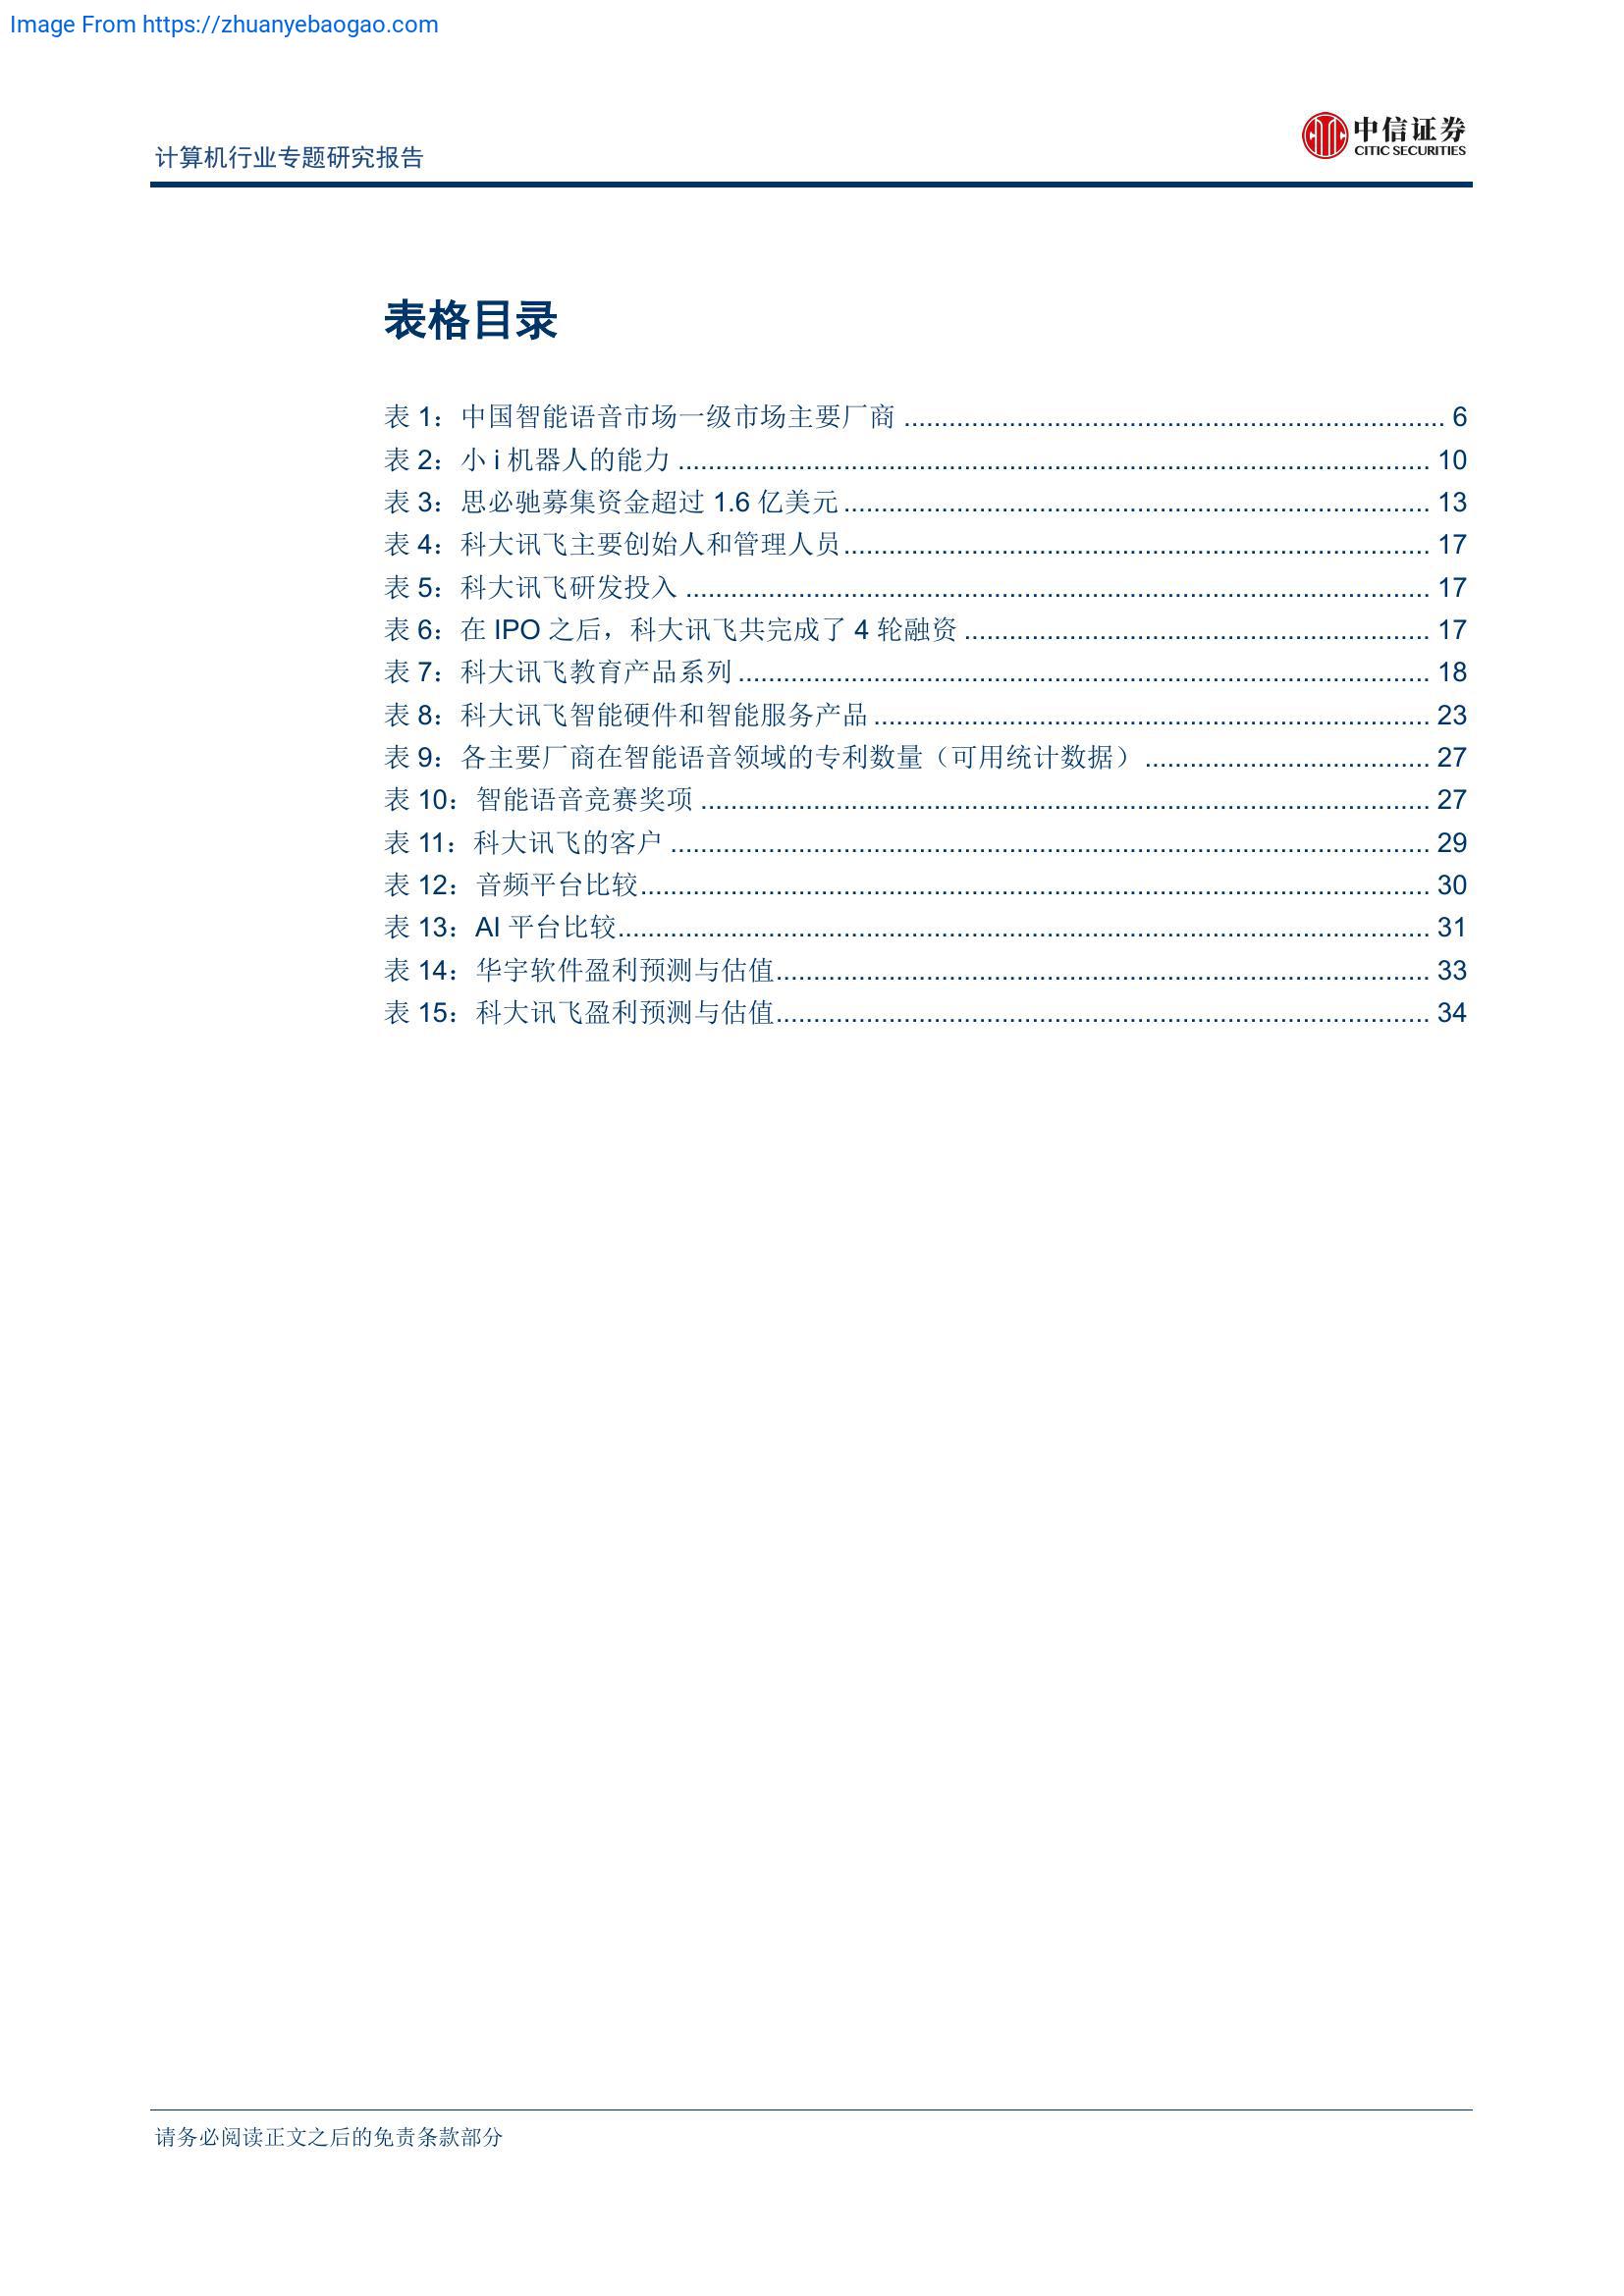 Image From https://zhuanyebaogao.com
中信证券
CITIC SECURITIES
计算机行业专题研究报告
表格目录
表 1：中国智能语音市场一级市场主要厂商 ........................................................................ 6
表 2：小 i 机器人的能力 .................................................................................................... 10
表 3：思必驰募集资金超过 1.6 亿美元 .............................................................................. 13
表 4：科大讯飞主要创始人和管理人员 .............................................................................. 17
表 5：科大讯飞研发投入 ................................................................................................... 17
表 6：在 IPO 之后，科大讯飞共完成了 4 轮融资 .............................................................. 17
表 7：科大讯飞教育产品系列 ............................................................................................ 18
表 8：科大讯飞智能硬件和智能服务产品 .......................................................................... 23
表 9：各主要厂商在智能语音领域的专利数量（可用统计数据） ...................................... 27
表 10：智能语音竞赛奖项 ................................................................................................. 27
表 11：科大讯飞的客户 ..................................................................................................... 29
表 12：音频平台比较 ......................................................................................................... 30
表 13：AI 平台比较 ............................................................................................................ 31
表 14：华宇软件盈利预测与估值 ....................................................................................... 33
表 15：科大讯飞盈利预测与估值 ....................................................................................... 34
请务必阅读正文之后的免责条款部分